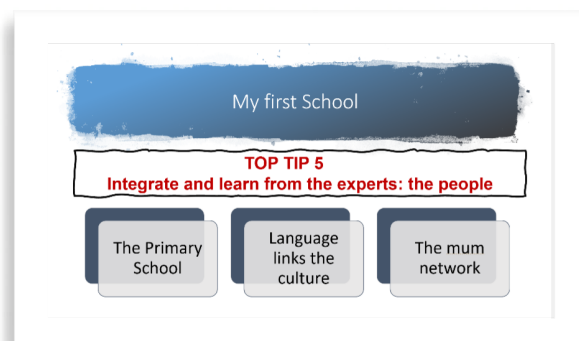 My first School
TOP TIP 5
Integrate and learn from the experts: the people
The Primary
School
Language
links the
culture
The mum
network